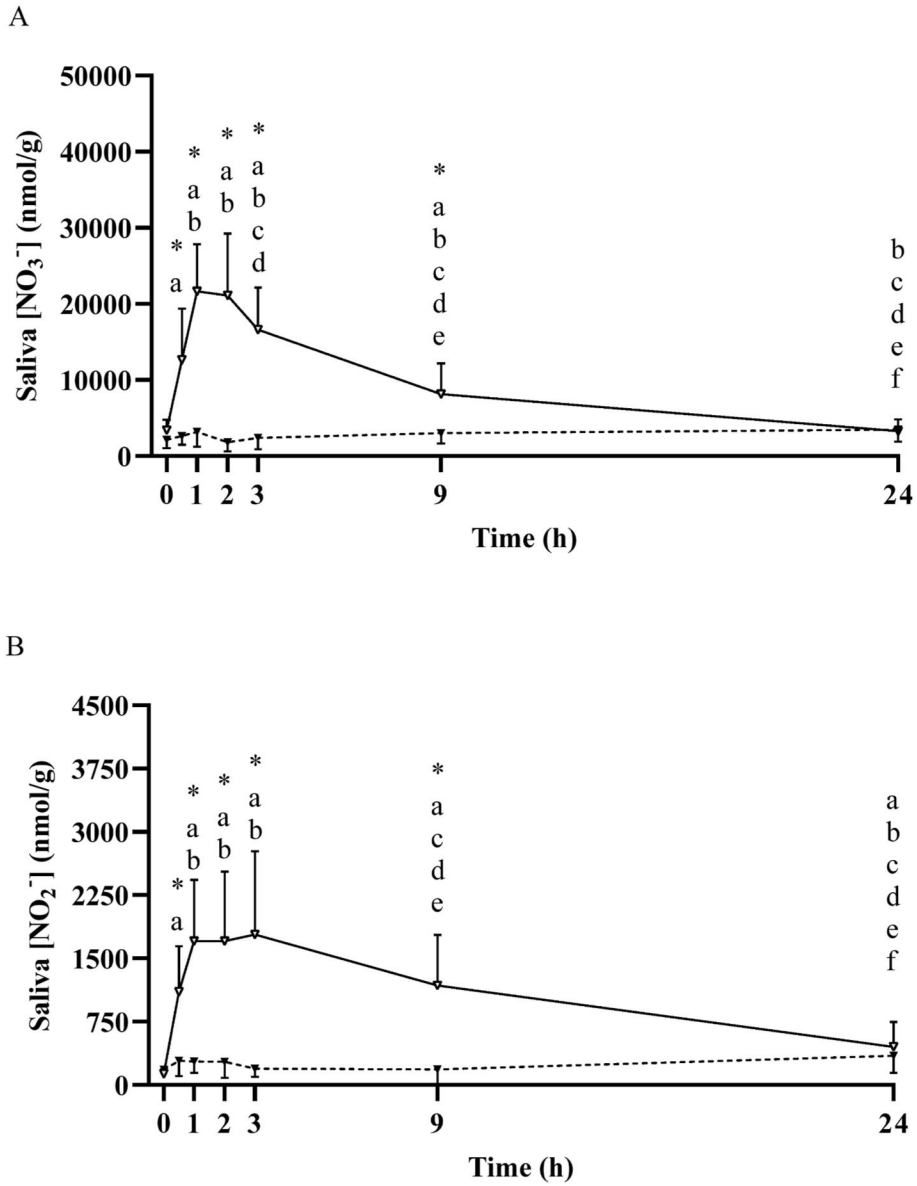 A
Saliva [NO3-] (nmol/g)
50000
40000
30000
20000
10000
0
*
a
*
a
b
*
a
b
*
a
b
c
d
*
a
b
c
d
e
b
c
d
e
f
0 1 2 3 9 24
Time (h)
B
Saliva [NO2-] (nmol/g)
4500
3750
3000
2250
1500
750
0
*
a
*
a
b
*
a
b
*
a
b
*
a
c
d
e
a
b
c
d
e
f
0 1 2 3 9 24
Time (h)